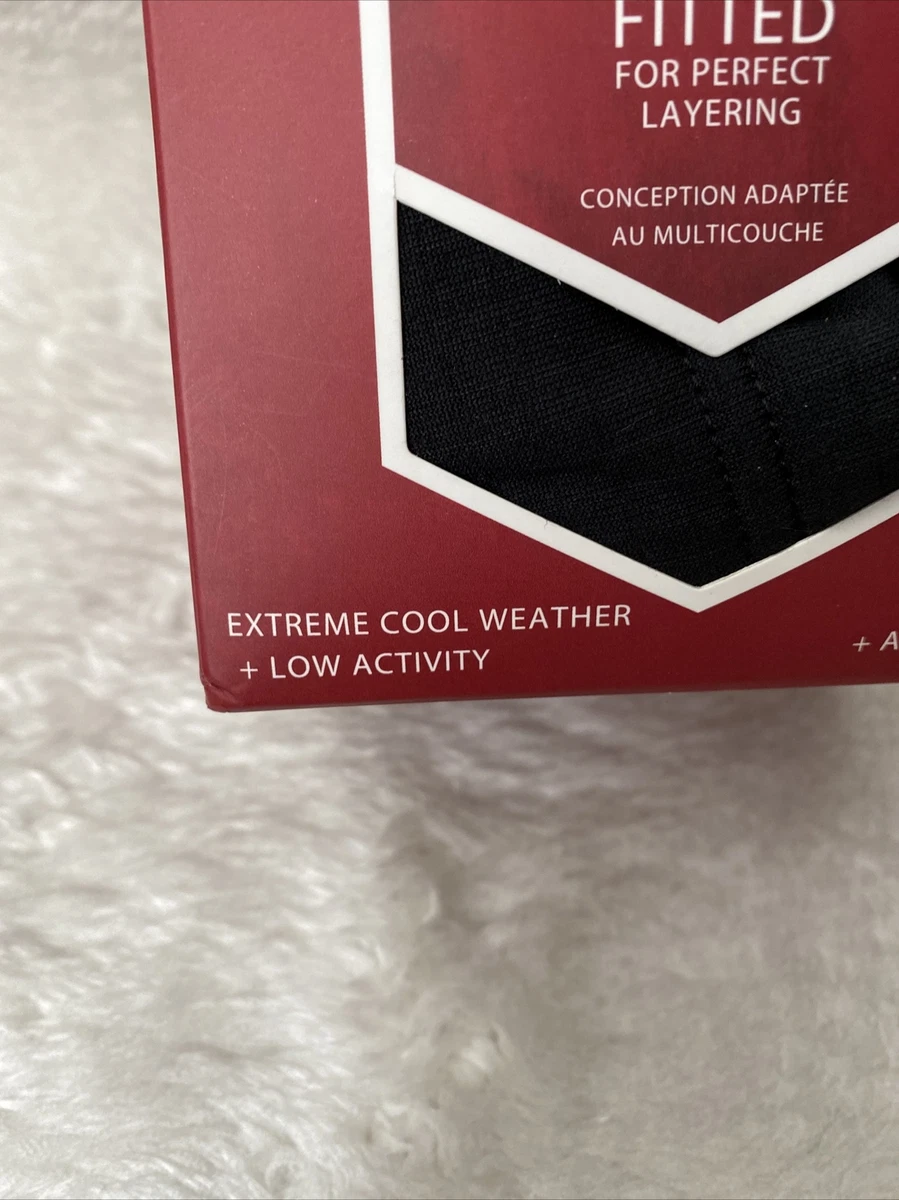 FITTED
FOR PERFECT
LAYERING
CONCEPTION ADAPTÉE
AU MULTICOUCHE
EXTREME COOL WEATHER
+ LOW ACTIVITY
+ A